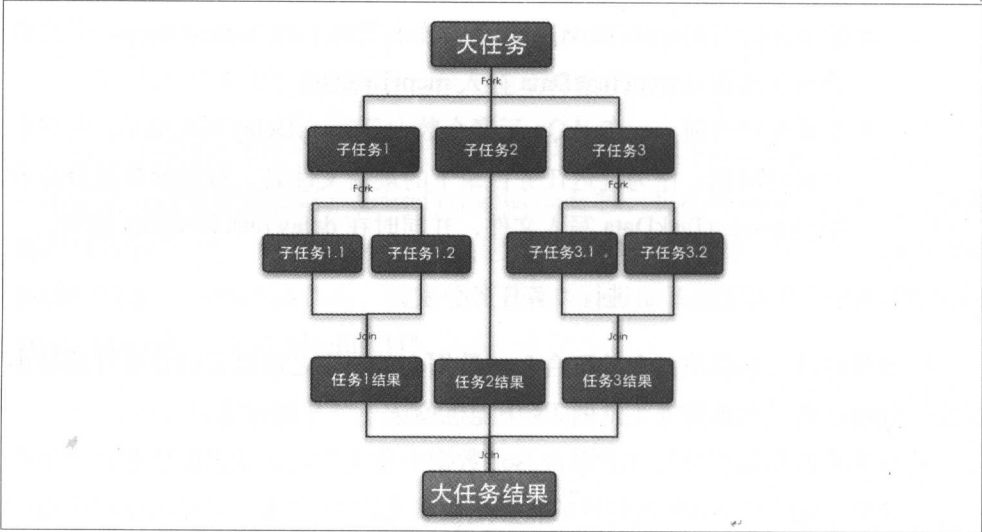 大任务
Fork
子任务1
子任务2
子任务3
Fork
Fork
子任务1.1
子任务1.2
子任务3.1
子任务3.2
Join
Join
任务1结果
任务2结果
任务3结果
Join
大任务结果